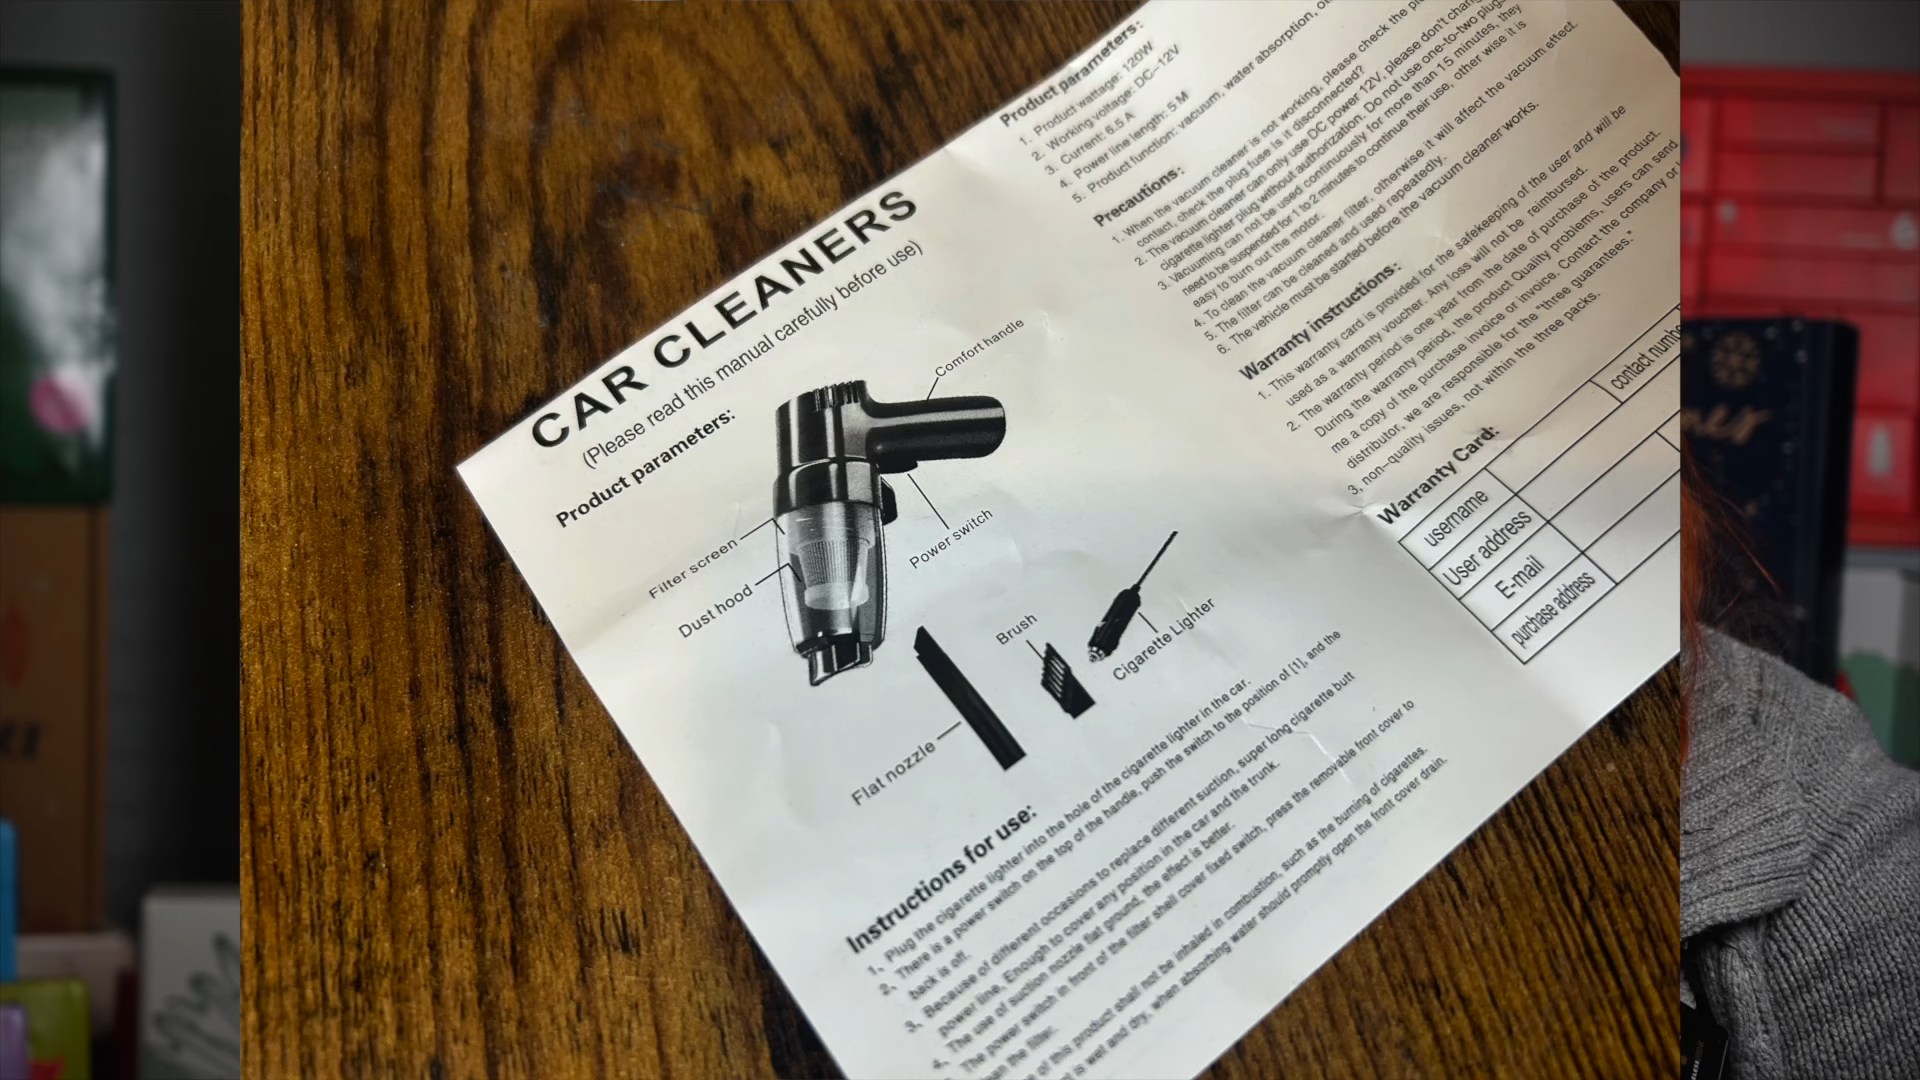 CAR CLEANERS
(Please read this manual carefully before use)
Product parameters:
Comfort handle
Filter screen
Power switch
Dust hood
Brush
Cigarette Lighter
Flat nozzle
Instructions for use:
1. Plug the cigarette lighter into the hole of the cigarette lighter in the car.
2. There is a power switch on the top of the handle, push the switch to the position of [1], and the
back is off.
3. Because of different occasions to replace different suction, super long cigarette butt
power line, Enough to cover any position in the car and the trunk.
4. The use of suction nozzle flat ground, the effect is better.
The power switch in front of the filter shell cover fixed switch, press the removable front cover to
the filter.
of this product shall not be inhaled in combustion, such as the burning of cigarettes.
is wet and dry, when absorbing water should promptly open the front cover drain.
Product parameters:
1. Product wattage: 120W
2. Working voltage: DC-12V
3. Current: 6.5 A
4. Power line length: 5 M
5. Product function: vacuum, water absorption,
Precautions:
1. When the vacuum cleaner is not working, please check the
contact, check the plug fuse is it disconnected?
2. The vacuum cleaner can only use DC power 12V, please don't
cigarette lighter plug without authorization. Do not use one-to-two
3. Vacuuming can not be used continuously for more than 15 minutes, they
need to be suspended for 1 to 2 minutes to continue their use, other wise it is
easy to burn out the motor.
4. To clean the vacuum cleaner filter, otherwise it will affect the vacuum effect.
5. The filter can be cleaned and used repeatedly.
6. The vehicle must be started before the vacuum cleaner works.
Warranty instructions:
1. This warranty card is provided for the safekeeping of the user and will be
used as a warranty voucher. Any loss will not be reimbursed.
2. The warranty period is one year from the date of purchase of the product.
During the warranty period, the product Quality problems, users can send
me a copy of the purchase invoice or invoice. Contact the company or
distributor, we are responsible for the "three guarantees."
3, non-quality issues, not within the three packs.
Warranty Card:
username
contact
User address
E-mail
purchase address